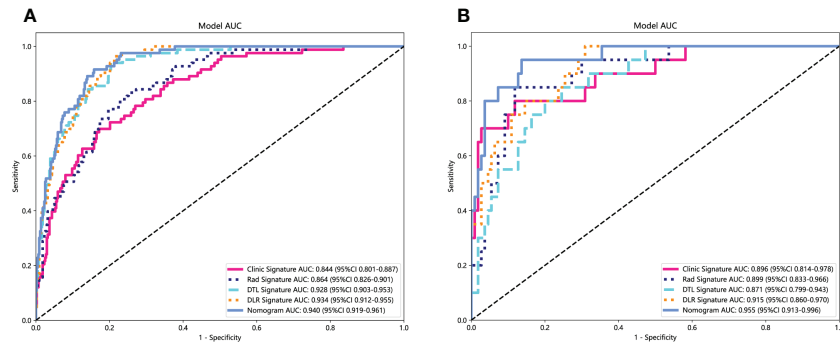 A
Model AUC
1.0
0.8
0.6
0.4
0.2
0.0
Sensitivity
0.0 0.2 0.4 0.6 0.8 1.0
1 - Specificity
Clinic Signature AUC: 0.844 (95%CI 0.801-0.887)
Rad Signature AUC: 0.864 (95%CI 0.826-0.901)
DTL Signature AUC: 0.928 (95%CI 0.903-0.953)
DLR Signature AUC: 0.934 (95%CI 0.912-0.955)
Nomogram AUC: 0.940 (95%CI 0.919-0.961)
B
Model AUC
1.0
0.8
0.6
0.4
0.2
0.0
Sensitivity
0.0 0.2 0.4 0.6 0.8 1.0
1 - Specificity
Clinic Signature AUC: 0.896 (95%CI 0.814-0.978)
Rad Signature AUC: 0.899 (95%CI 0.833-0.966)
DTL Signature AUC: 0.871 (95%CI 0.799-0.943)
DLR Signature AUC: 0.915 (95%CI 0.860-0.970)
Nomogram AUC: 0.955 (95%CI 0.913-0.996)